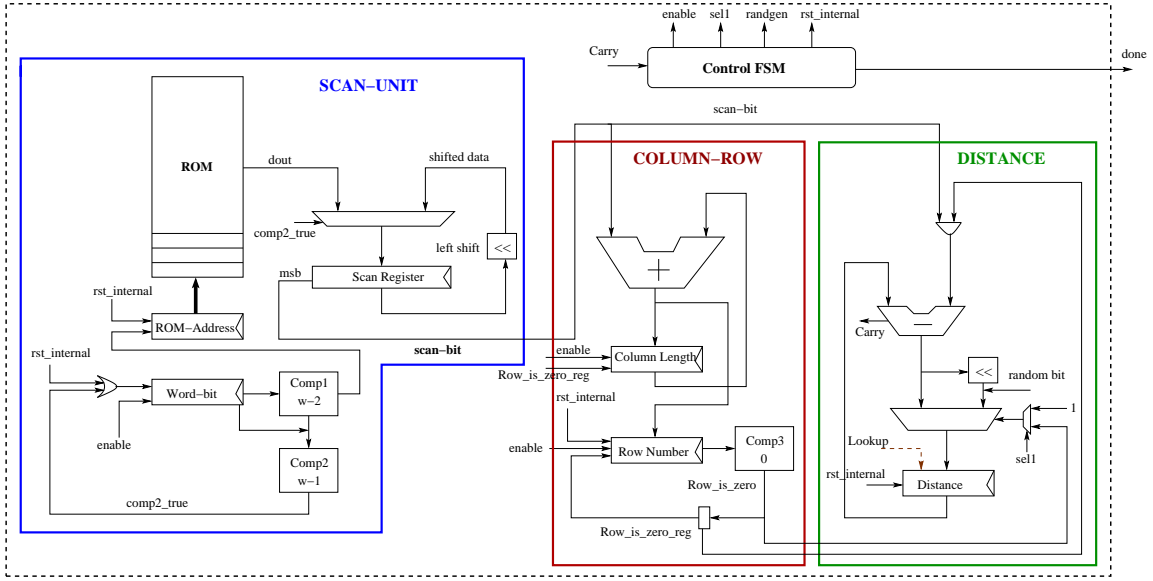 enable
sel1
randgen
rst_internal
Carry
Control FSM
done
SCAN−UNIT
scan−bit
ROM
dout
shifted data
COLUMN−ROW
DISTANCE
comp2_true
left shift
<<
msb
Scan Register
+
rst_internal
ROM−Address
−
Carry
scan−bit
enable
Column Length
Row_is_zero_reg
rst_internal
Word−bit
Comp1
w−2
<<
random bit
rst_internal
1
enable
enable
Row Number
Comp3
0
Lookup
sel1
Comp2
w−1
Row_is_zero
rst_internal
Distance
comp2_true
Row_is_zero_reg